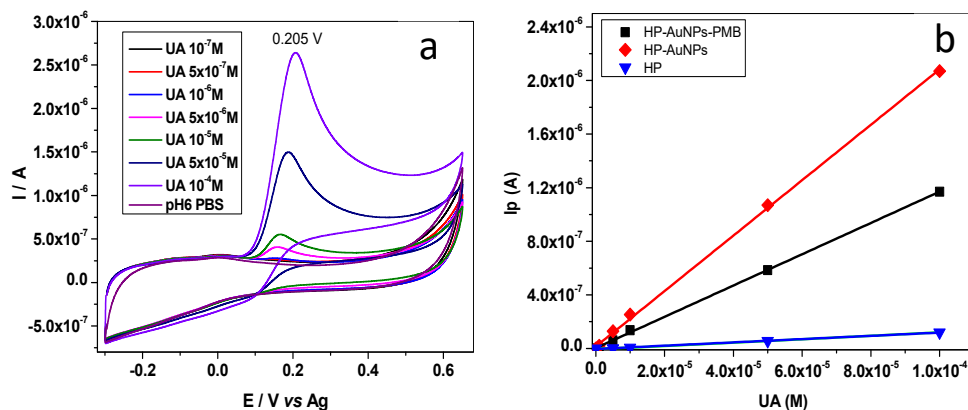 a
0.205 V
UA 10⁻⁷M
UA 5x10⁻⁷M
UA 10⁻⁶M
UA 5x10⁻⁶M
UA 10⁻⁵M
UA 5x10⁻⁵M
UA 10⁻⁴M
pH6 PBS
3.0x10⁻⁶
2.5x10⁻⁶
2.0x10⁻⁶
1.5x10⁻⁶
1.0x10⁻⁶
5.0x10⁻⁷
0.0
-5.0x10⁻⁷
I / A
-0.2 0.0 0.2 0.4 0.6
E / V vs Ag
b
HP-AuNPs-PMB
HP-AuNPs
HP
2.4x10⁻⁶
2.0x10⁻⁶
1.6x10⁻⁶
1.2x10⁻⁶
8.0x10⁻⁷
4.0x10⁻⁷
0.0
Ip (A)
0.0 2.0x10⁻⁵ 4.0x10⁻⁵ 6.0x10⁻⁵ 8.0x10⁻⁵ 1.0x10⁻⁴
UA (M)